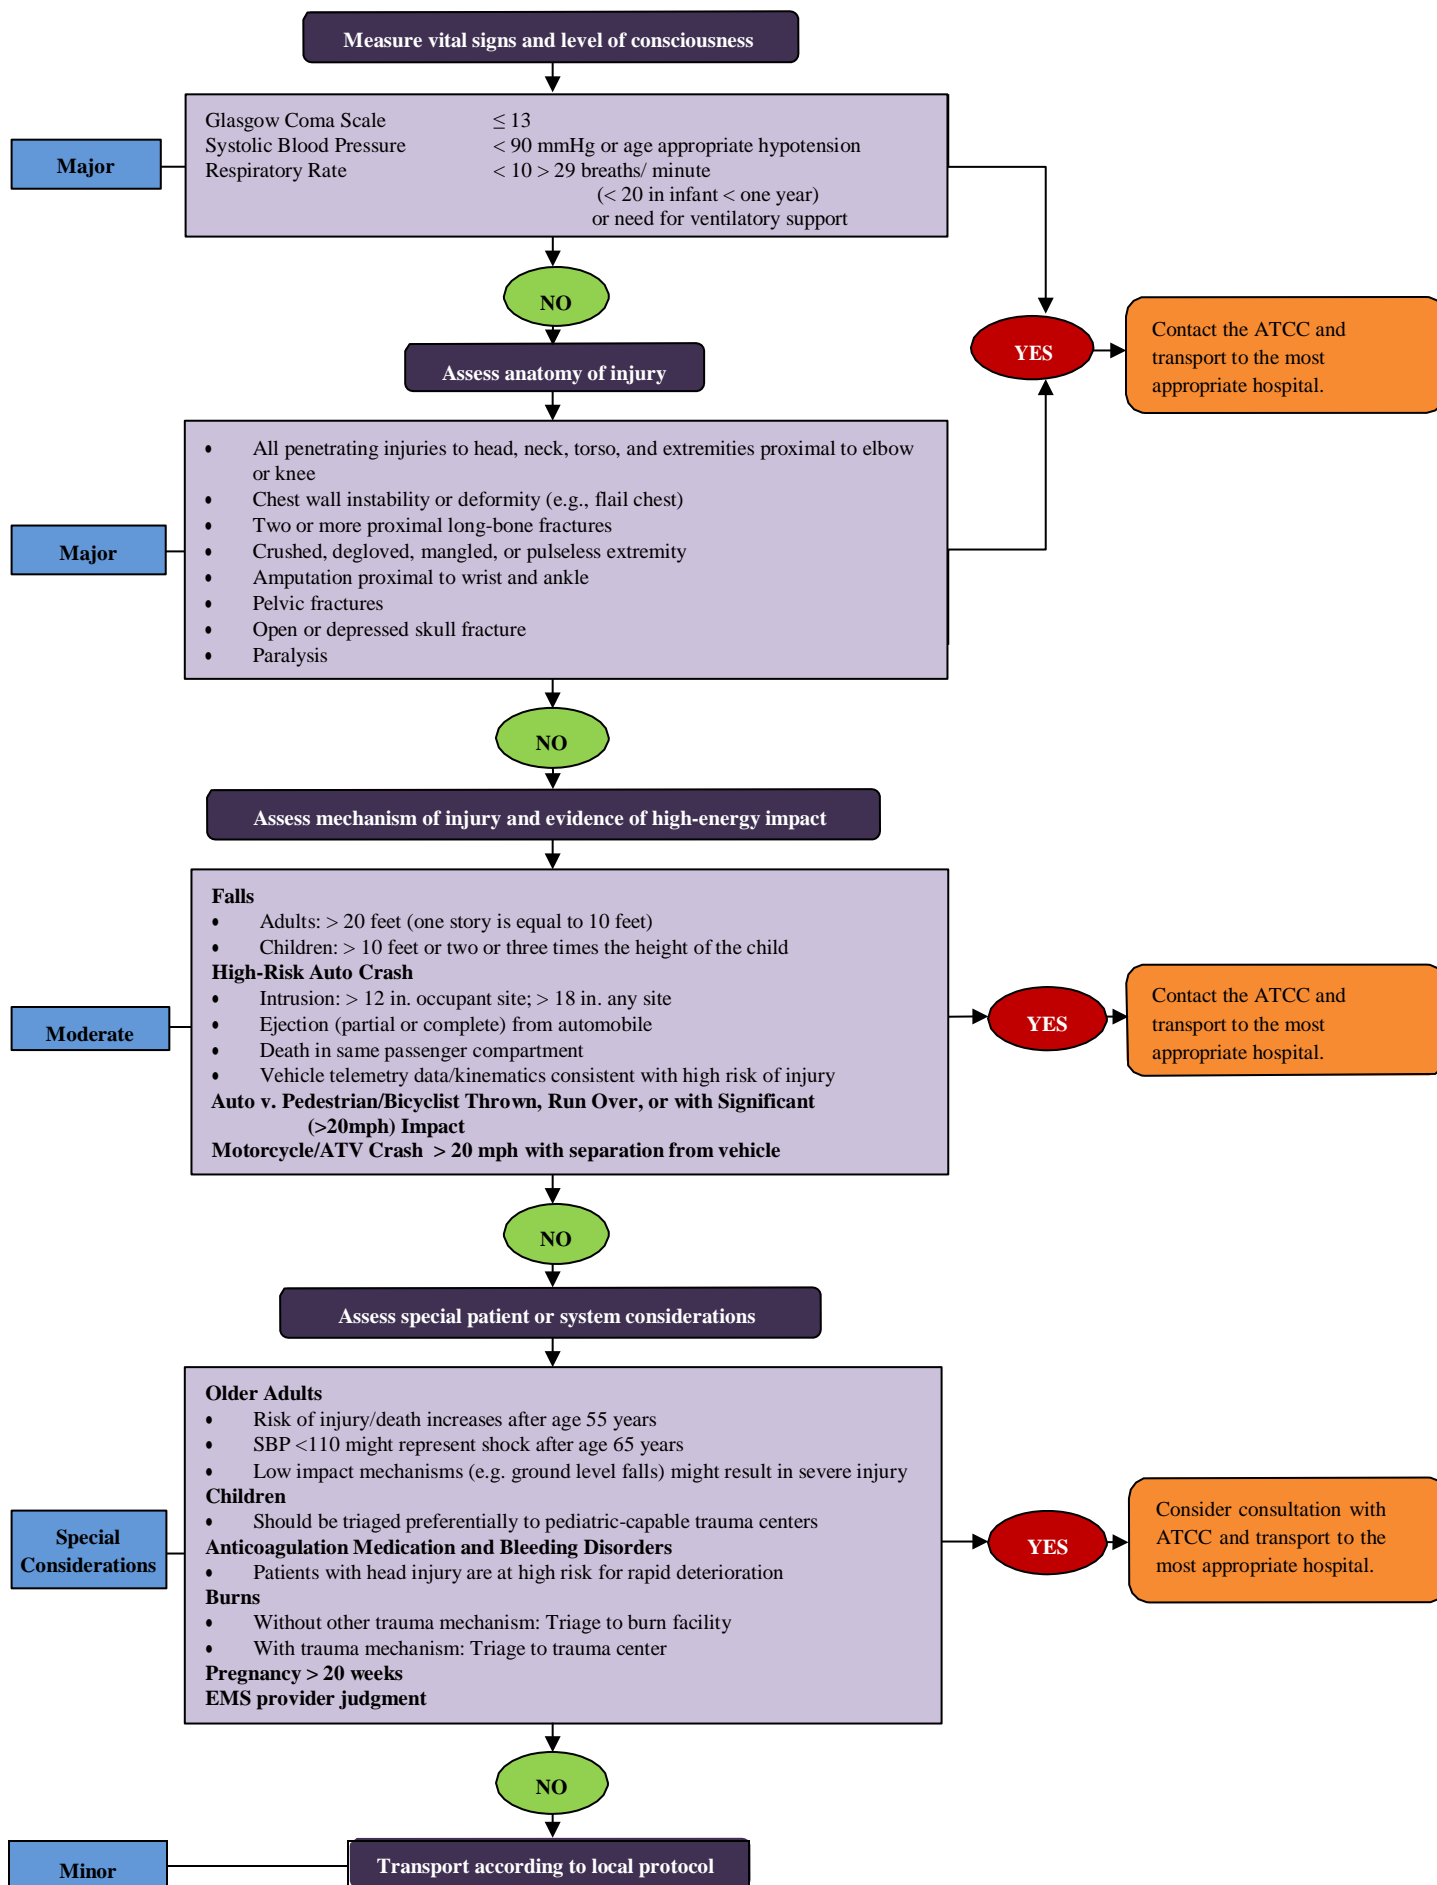 Measure vital signs and level of consciousness
Major
Glasgow Coma Scale ≤ 13
Systolic Blood Pressure < 90 mmHg or age appropriate hypotension
Respiratory Rate < 10 > 29 breaths/ minute
(< 20 in infant < one year)
or need for ventilatory support
NO
YES
Contact the ATCC and
transport to the most
appropriate hospital.
Assess anatomy of injury
Major
• All penetrating injuries to head, neck, torso, and extremities proximal to elbow
or knee
• Chest wall instability or deformity (e.g., flail chest)
• Two or more proximal long-bone fractures
• Crushed, degloved, mangled, or pulseless extremity
• Amputation proximal to wrist and ankle
• Pelvic fractures
• Open or depressed skull fracture
• Paralysis
NO
Assess mechanism of injury and evidence of high-energy impact
Moderate
Falls
• Adults: > 20 feet (one story is equal to 10 feet)
• Children: > 10 feet or two or three times the height of the child
High-Risk Auto Crash
• Intrusion: > 12 in. occupant site; > 18 in. any site
• Ejection (partial or complete) from automobile
• Death in same passenger compartment
• Vehicle telemetry data/kinematics consistent with high risk of injury
Auto v. Pedestrian/Bicyclist Thrown, Run Over, or with Significant
(>20mph) Impact
Motorcycle/ATV Crash > 20 mph with separation from vehicle
YES
Contact the ATCC and
transport to the most
appropriate hospital.
NO
Assess special patient or system considerations
Special
Considerations
Older Adults
• Risk of injury/death increases after age 55 years
• SBP <110 might represent shock after age 65 years
• Low impact mechanisms (e.g. ground level falls) might result in severe injury
Children
• Should be triaged preferentially to pediatric-capable trauma centers
Anticoagulation Medication and Bleeding Disorders
• Patients with head injury are at high risk for rapid deterioration
Burns
• Without other trauma mechanism: Triage to burn facility
• With trauma mechanism: Triage to trauma center
Pregnancy > 20 weeks
EMS provider judgment
YES
Consider consultation with
ATCC and transport to the
most appropriate hospital.
NO
Minor
Transport according to local protocol